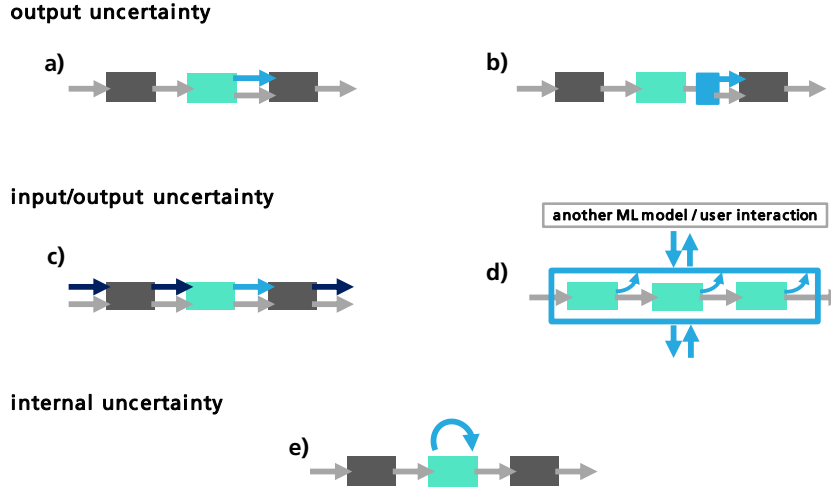 output uncertainty
a)
b)
input/output uncertainty
another ML model / user interaction
c)
d)
internal uncertainty
e)